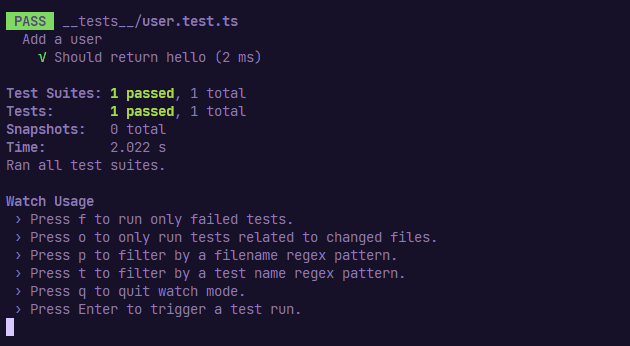 PASS __tests__/user.test.ts
Add a user
√ Should return hello (2 ms)
Test Suites: 1 passed, 1 total
Tests: 1 passed, 1 total
Snapshots: 0 total
Time: 2.022 s
Ran all test suites.
Watch Usage
› Press f to run only failed tests.
› Press o to only run tests related to changed files.
› Press p to filter by a filename regex pattern.
› Press t to filter by a test name regex pattern.
› Press q to quit watch mode.
› Press Enter to trigger a test run.